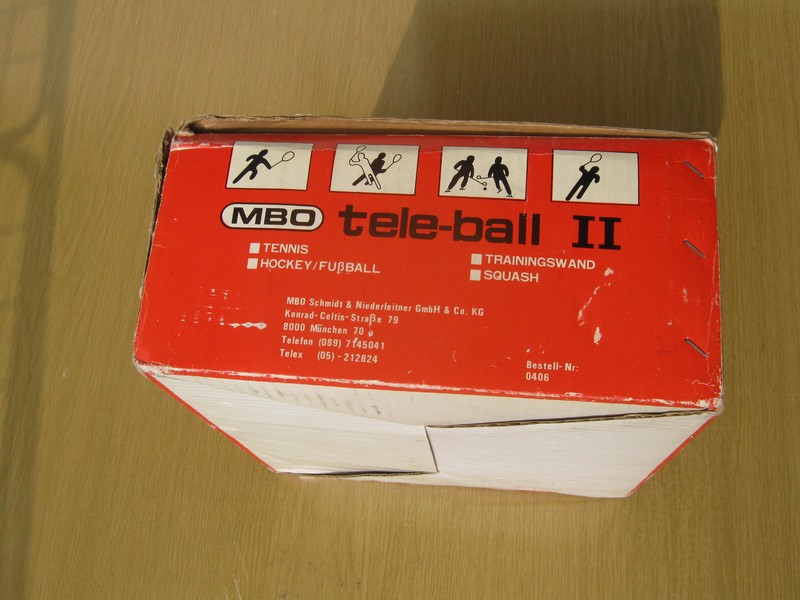 MBO tele-ball II
TENNIS
HOCKEY/FUßBALL
TRAININGSWAND
SQUASH
MBO Schmidt & Niederleitner GmbH & Co. KG
Konrad-Celtis-Straße 79
8000 München 70
Telefon (089) 7145041
Telex (05) - 212824
Bestell-Nr:
0406